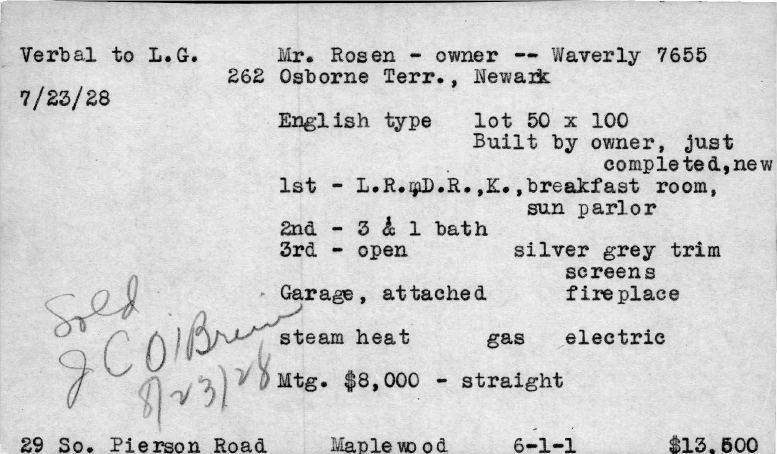 Verbal to L.G. Mr. Rosen - owner -- Waverly 7655
262 Osborne Terr., Newark
7/23/28
English type lot 50 x 100
Built by owner, just
completed,new
1st - L.R.,D.R.,K.,breakfast room,
sun parlor
2nd - 3 & 1 bath
3rd - open silver grey trim
screens
Garage, attached fireplace
steam heat gas electric
Mtg. $8,000 - straight
Sold
J C O'Brien
8/23/28
29 So. Pierson Road Maplewood 6-1-1 $13,500